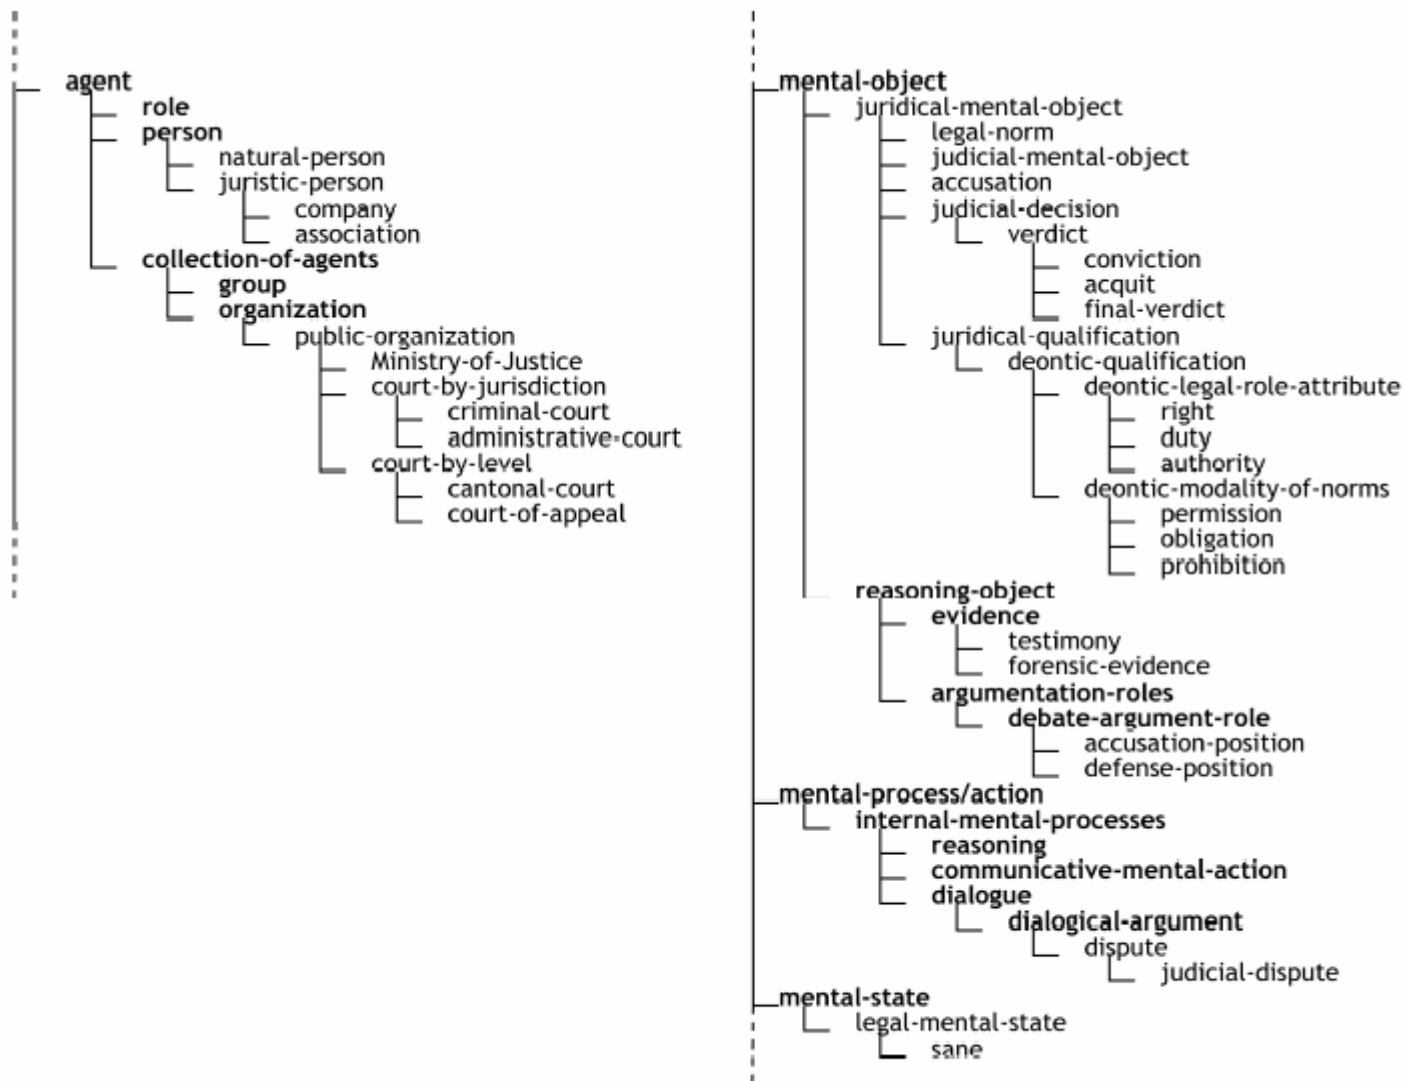 agent
role
person
natural-person
juristic-person
company
association
collection-of-agents
group
organization
public-organization
Ministry-of-Justice
court-by-jurisdiction
criminal-court
administrative-court
court-by-level
cantonal-court
court-of-appeal
mental-object
juridical-mental-object
legal-norm
judicial-mental-object
accusation
judicial-decision
verdict
conviction
acquit
final-verdict
juridical-qualification
deontic-qualification
deontic-legal-role-attribute
right
duty
authority
deontic-modality-of-norms
permission
obligation
prohibition
reasoning-object
evidence
testimony
forensic-evidence
argumentation-roles
debate-argument-role
accusation-position
defense-position
mental-process/action
internal-mental-processes
reasoning
communicative-mental-action
dialogue
dialogical-argument
dispute
judicial-dispute
mental-state
legal-mental-state
sane